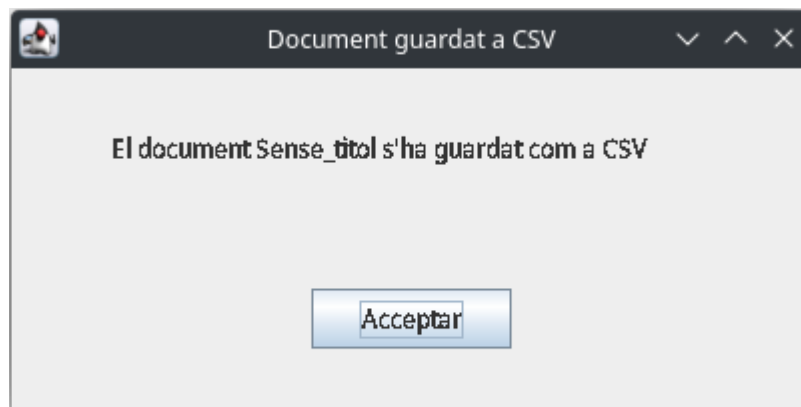 Document guardat a CSV
El document Sense_titol s'ha guardat com a CSV
Acceptar